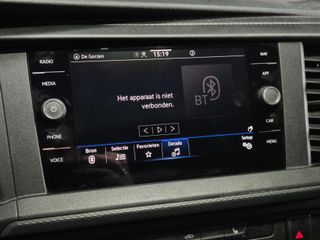 De Gorzen
15:19
RADIO
NAV
MEDIA
APP
Het apparaat is niet
verbonden.
BT
PHONE
CAR
Setup
VOICE
MENU
Bron
Selectie
Favorieten
Details